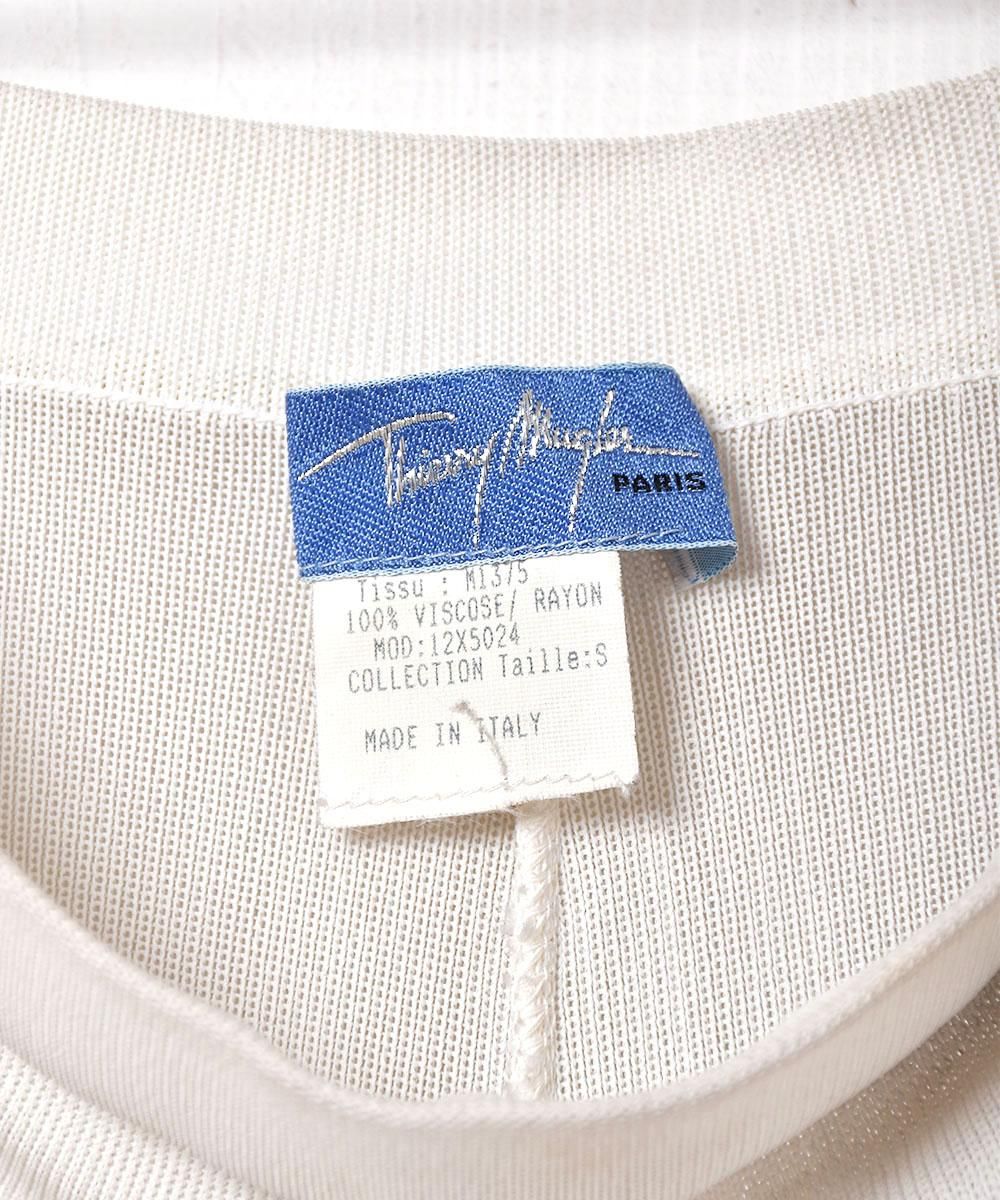 Thierry Mugler
PARIS
Tissu : M1375
100% VISCOSE/ RAYON
MOD:12X5024
COLLECTION Taille:S
MADE IN ITALY